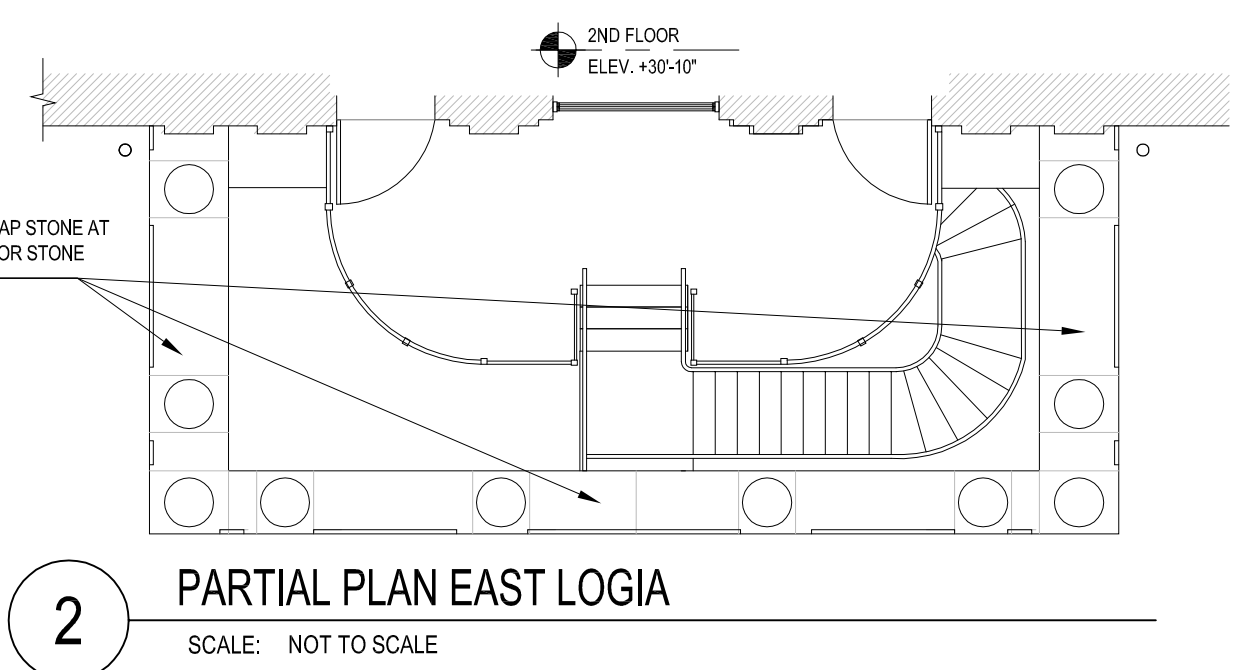 2ND FLOOR
ELEV. +30'-10"
AP STONE AT
OR STONE
2
PARTIAL PLAN EAST LOGIA
SCALE: NOT TO SCALE